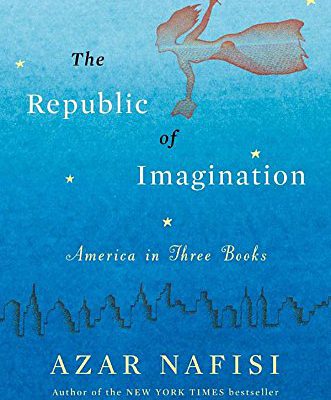 The
Republic
of
Imagination
America in Three Books
AZAR NAFISI
Author of the NEW YORK TIMES bestseller